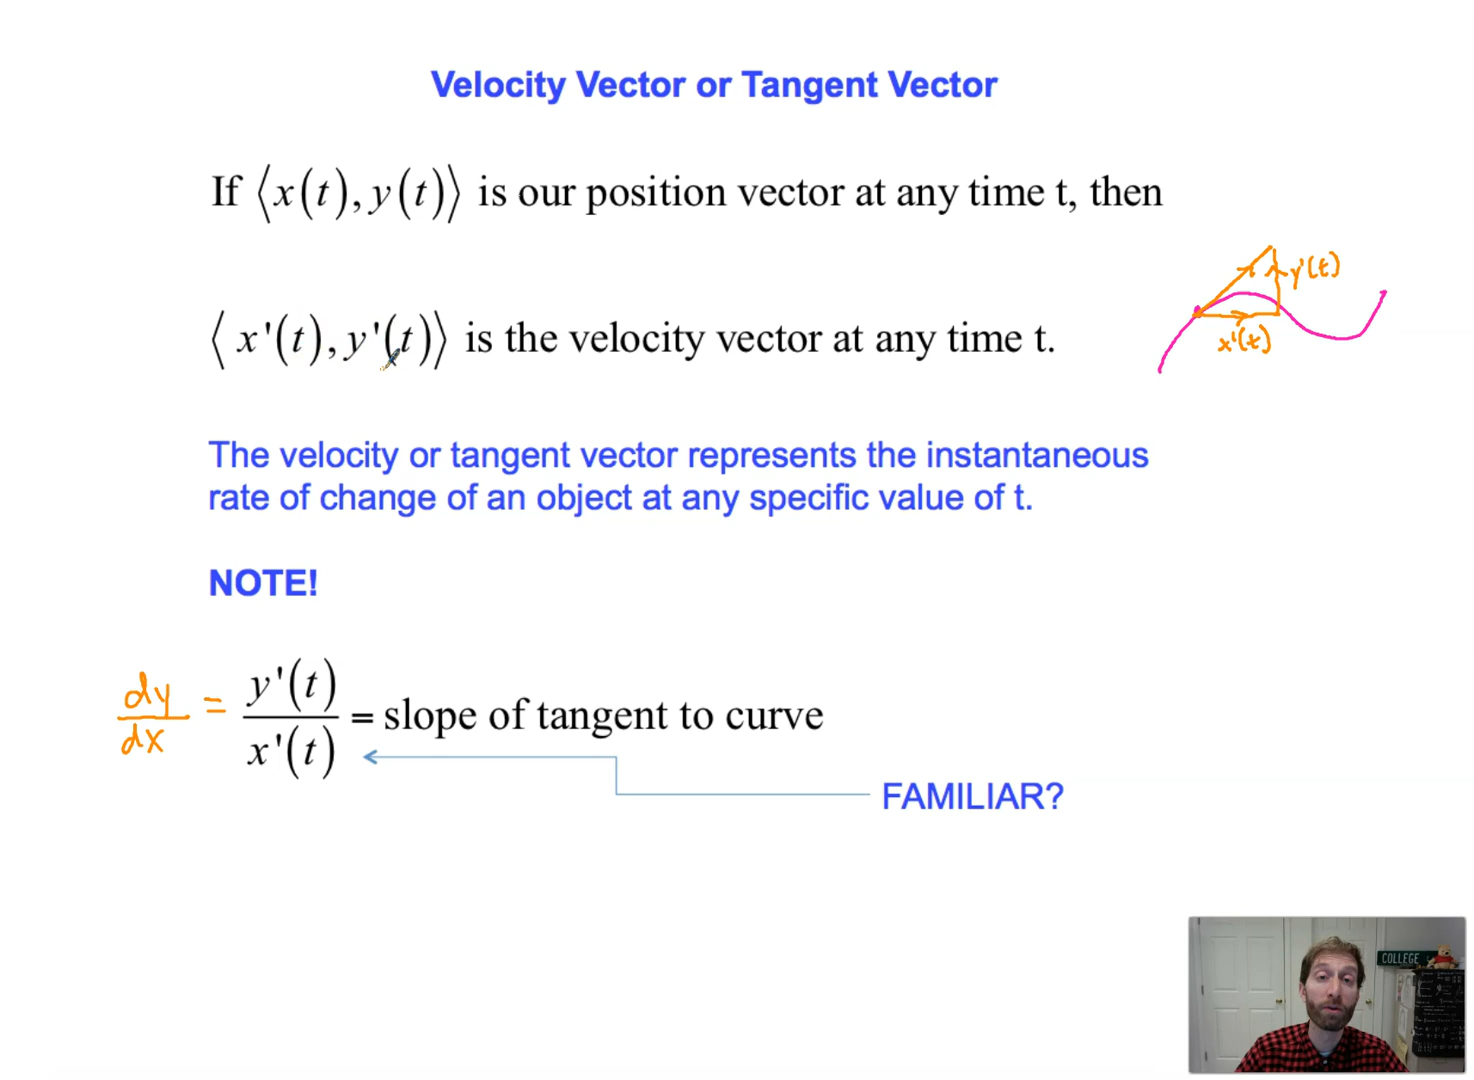 Velocity Vector or Tangent Vector
If ⟨x(t), y(t)⟩ is our position vector at any time t, then
y'(t)
⟨ x'(t), y'(t)⟩ is the velocity vector at any time t.
x'(t)
The velocity or tangent vector represents the instantaneous
rate of change of an object at any specific value of t.
NOTE!
dy/dx = y'(t)/x'(t) = slope of tangent to curve
FAMILIAR?
COLLEGE